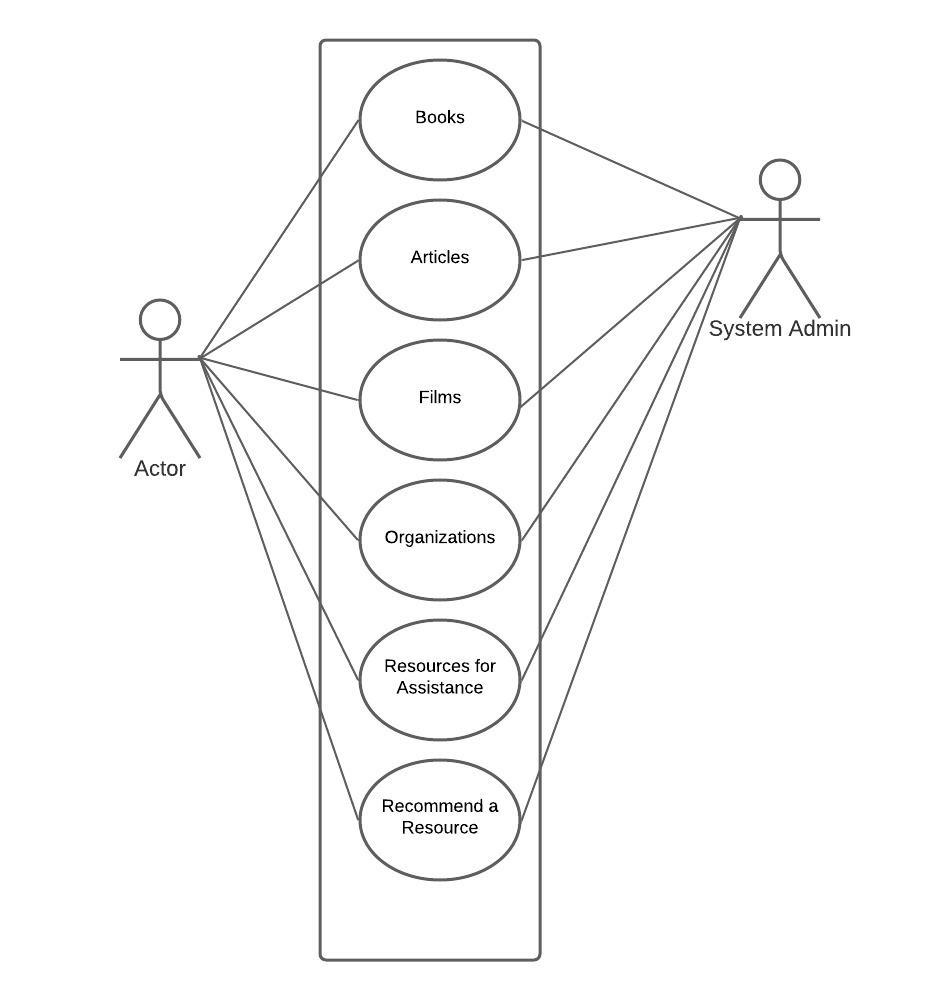 Books
Articles
Films
Organizations
Resources for
Assistance
Recommend a
Resource
Actor
System Admin